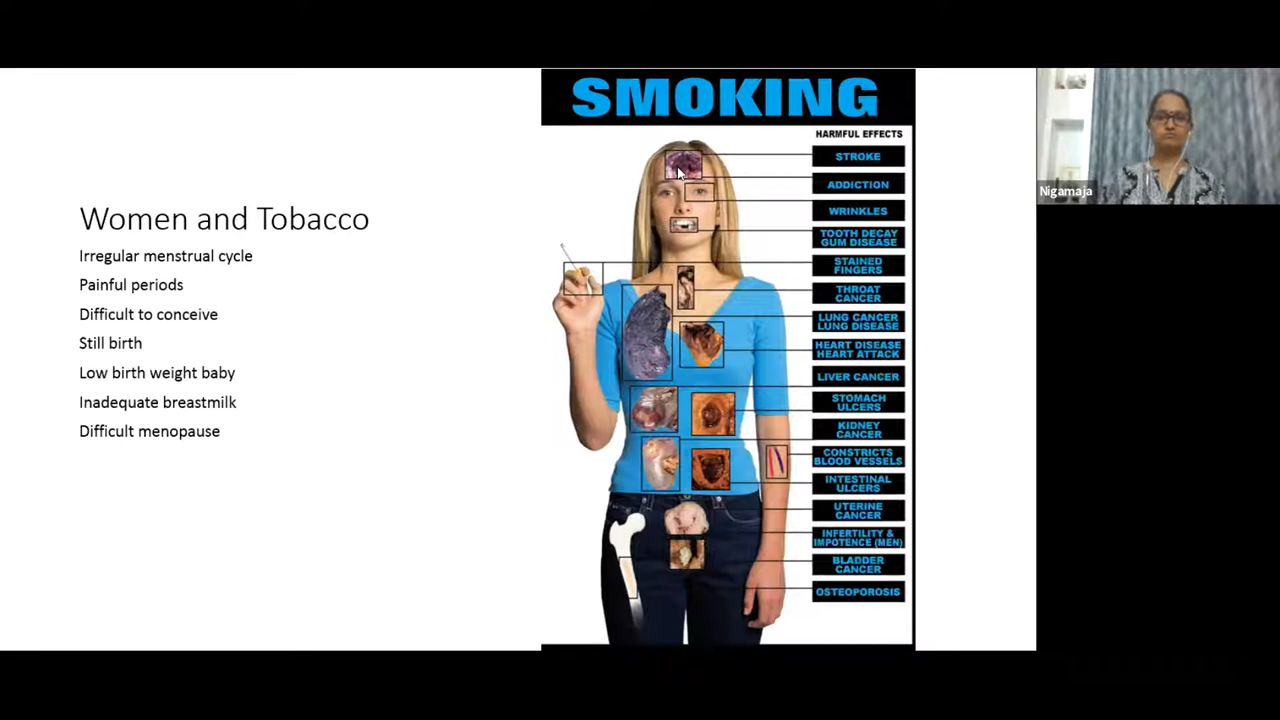 Women and Tobacco
Irregular menstrual cycle
Painful periods
Difficult to conceive
Still birth
Low birth weight baby
Inadequate breastmilk
Difficult menopause
SMOKING
HARMFUL EFFECTS
STROKE
ADDICTION
WRINKLES
TOOTH DECAY
GUM DISEASE
STAINED
FINGERS
THROAT
CANCER
LUNG CANCER
LUNG DISEASE
HEART DISEASE
HEART ATTACK
LIVER CANCER
STOMACH
ULCERS
KIDNEY
CANCER
CONSTRICTS
BLOOD VESSELS
INTESTINAL
ULCERS
UTERINE
CANCER
INFERTILITY &
IMPOTENCE (MEN)
BLADDER
CANCER
OSTEOPOROSIS
Nigamaja